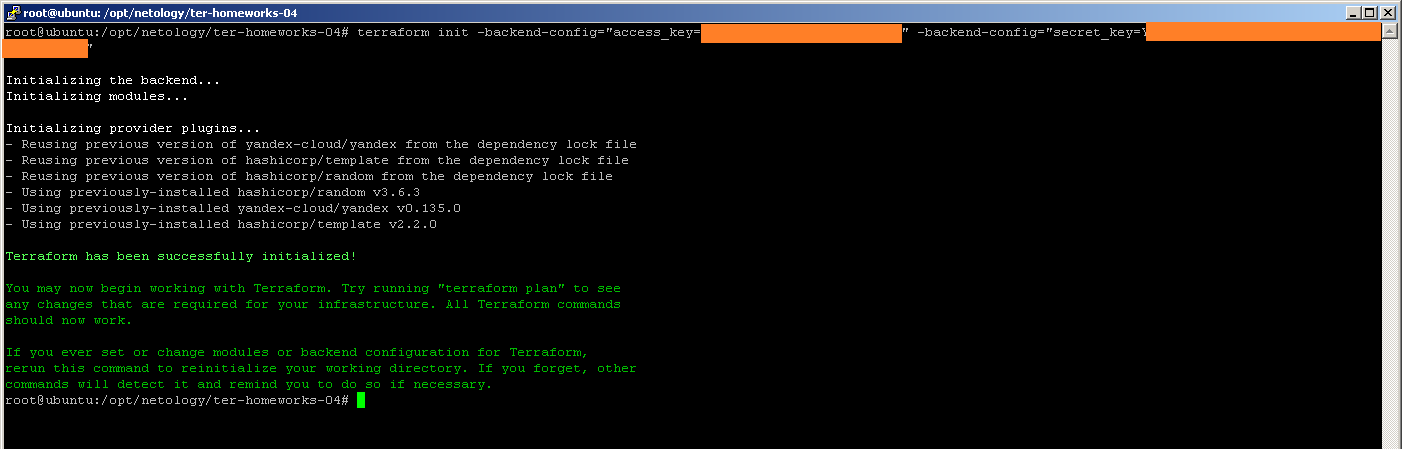 root@ubuntu: /opt/netology/ter-homeworks-04
root@ubuntu:/opt/netology/ter-homeworks-04# terraform init -backend-config="access_key=" -backend-config="secret_key=Y
"
Initializing the backend...
Initializing modules...
Initializing provider plugins...
- Reusing previous version of yandex-cloud/yandex from the dependency lock file
- Reusing previous version of hashicorp/template from the dependency lock file
- Reusing previous version of hashicorp/random from the dependency lock file
- Using previously-installed hashicorp/random v3.6.3
- Using previously-installed yandex-cloud/yandex v0.135.0
- Using previously-installed hashicorp/template v2.2.0
Terraform has been successfully initialized!
You may now begin working with Terraform. Try running "terraform plan" to see
any changes that are required for your infrastructure. All Terraform commands
should now work.
If you ever set or change modules or backend configuration for Terraform,
rerun this command to reinitialize your working directory. If you forget, other
commands will detect it and remind you to do so if necessary.
root@ubuntu:/opt/netology/ter-homeworks-04#